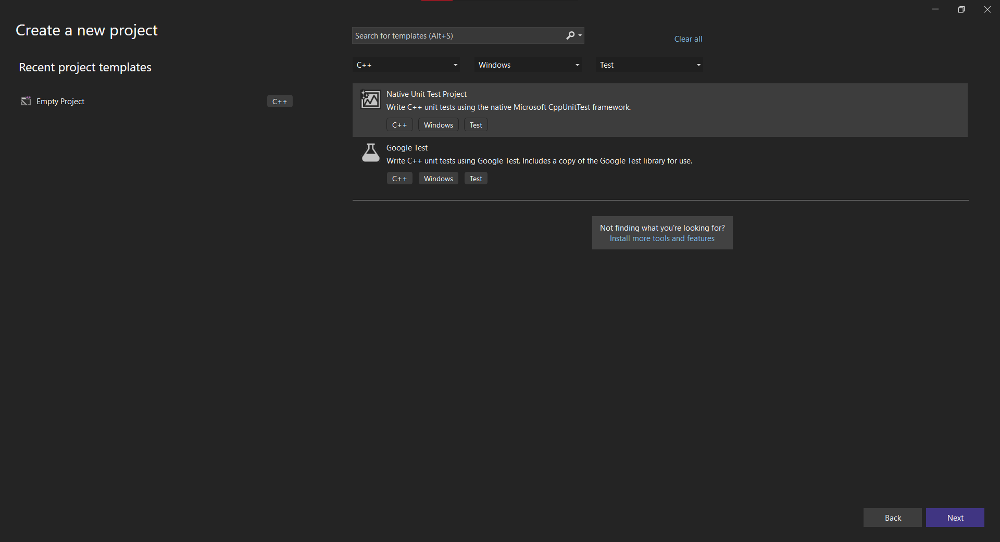 Create a new project
Search for templates (Alt+S)
Clear all
Recent project templates
C++
Windows
Test
Empty Project
C++
Native Unit Test Project
Write C++ unit tests using the native Microsoft CppUnitTest framework.
C++
Windows
Test
Google Test
Write C++ unit tests using Google Test. Includes a copy of the Google Test library for use.
C++
Windows
Test
Not finding what you're looking for?
Install more tools and features
Back
Next